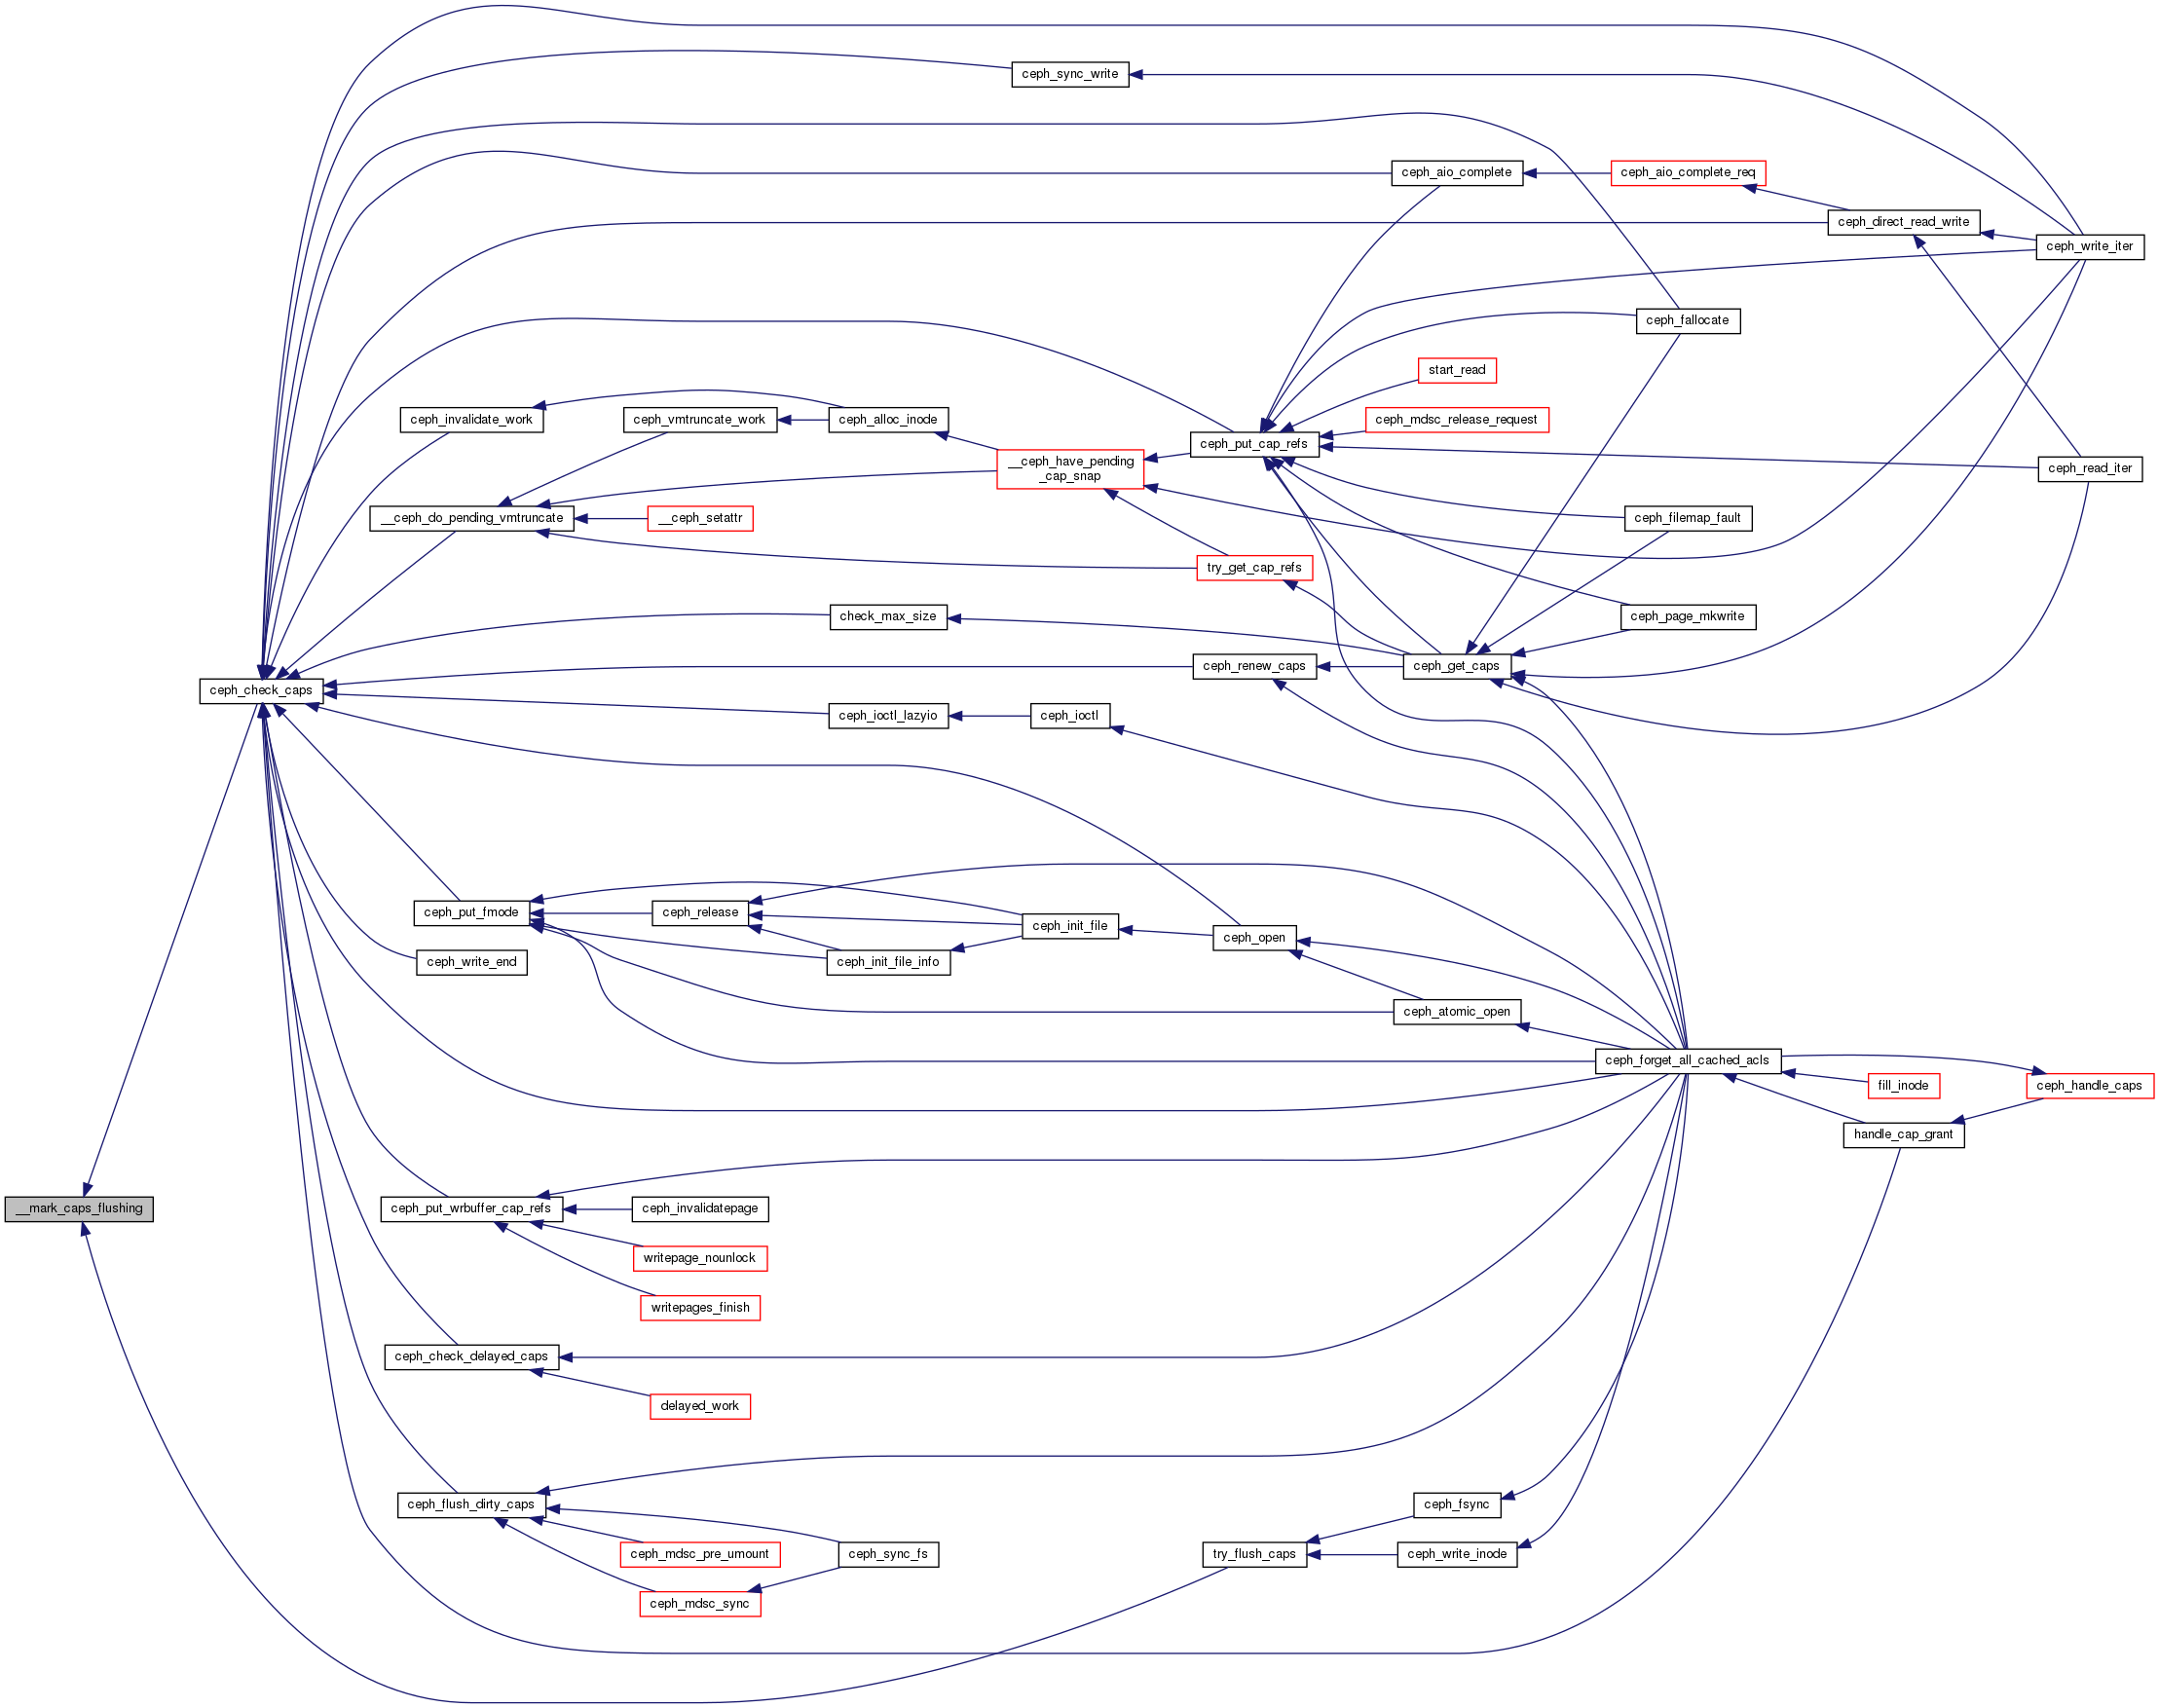 ceph_sync_write
ceph_aio_complete
ceph_aio_complete_req
ceph_direct_read_write
ceph_write_iter
ceph_fallocate
start_read
ceph_invalidate_work
ceph_vmtruncate_work
ceph_alloc_inode
ceph_mdsc_release_request
ceph_put_cap_refs
__ceph_have_pending
_cap_snap
ceph_read_iter
__ceph_do_pending_vmtruncate
__ceph_setattr
ceph_filemap_fault
try_get_cap_refs
check_max_size
ceph_page_mkwrite
ceph_renew_caps
ceph_get_caps
ceph_check_caps
ceph_ioctl_lazyio
ceph_ioctl
ceph_put_fmode
ceph_release
ceph_init_file
ceph_open
ceph_write_end
ceph_init_file_info
ceph_atomic_open
ceph_forget_all_cached_acls
fill_inode
ceph_handle_caps
handle_cap_grant
__mark_caps_flushing
ceph_put_wrbuffer_cap_refs
ceph_invalidatepage
writepage_nounlock
writepages_finish
ceph_check_delayed_caps
delayed_work
ceph_flush_dirty_caps
ceph_fsync
ceph_mdsc_pre_umount
ceph_sync_fs
try_flush_caps
ceph_write_inode
ceph_mdsc_sync